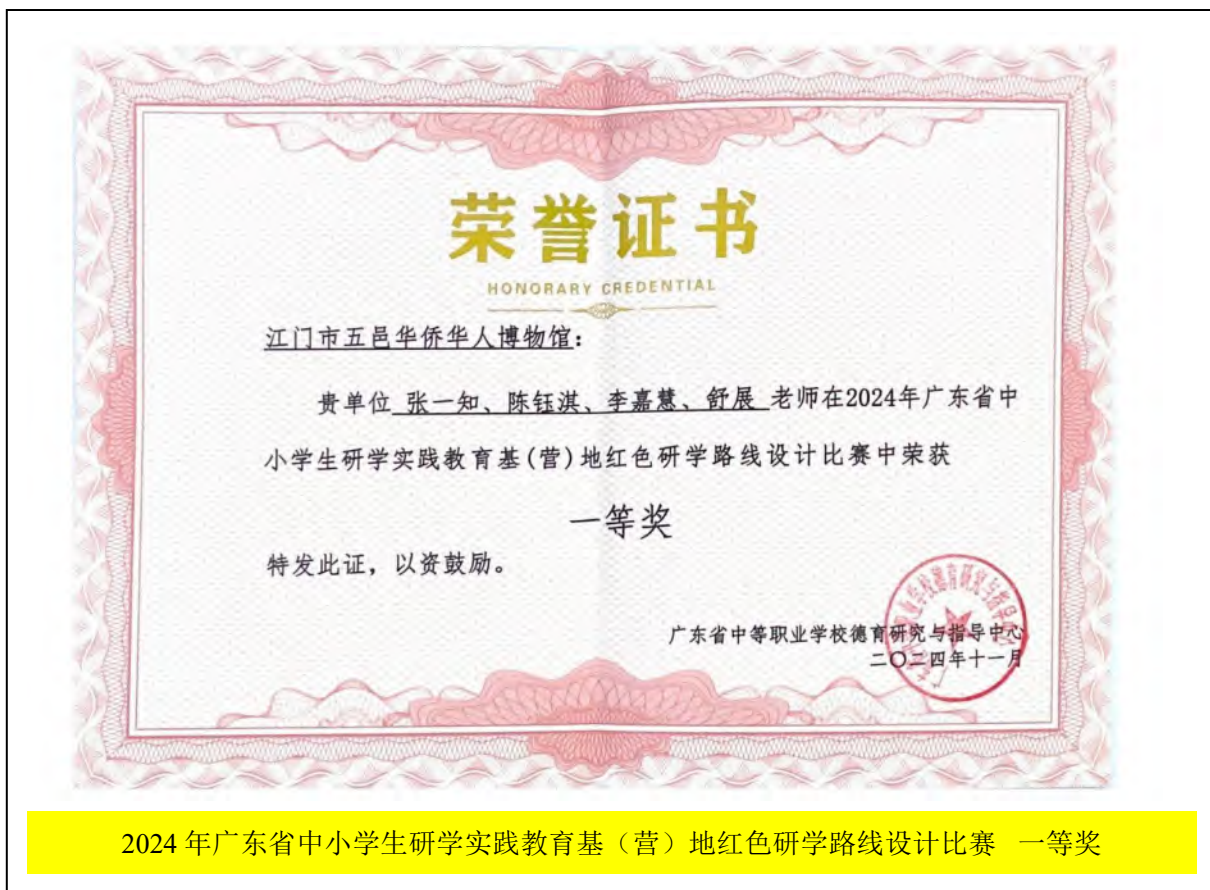 荣誉证书
HONORARY CREDENTIAL
江门市五邑华侨华人博物馆：
贵单位 张一知、陈钰淇、李嘉慧、舒展 老师在2024年广东省中
小学生研学实践教育基(营)地红色研学路线设计比赛中荣获
一等奖
特发此证，以资鼓励。
广东省中等职业学校德育研究与指导中心
二〇二四年十一月
2024 年广东省中小学生研学实践教育基（营）地红色研学路线设计比赛 一等奖